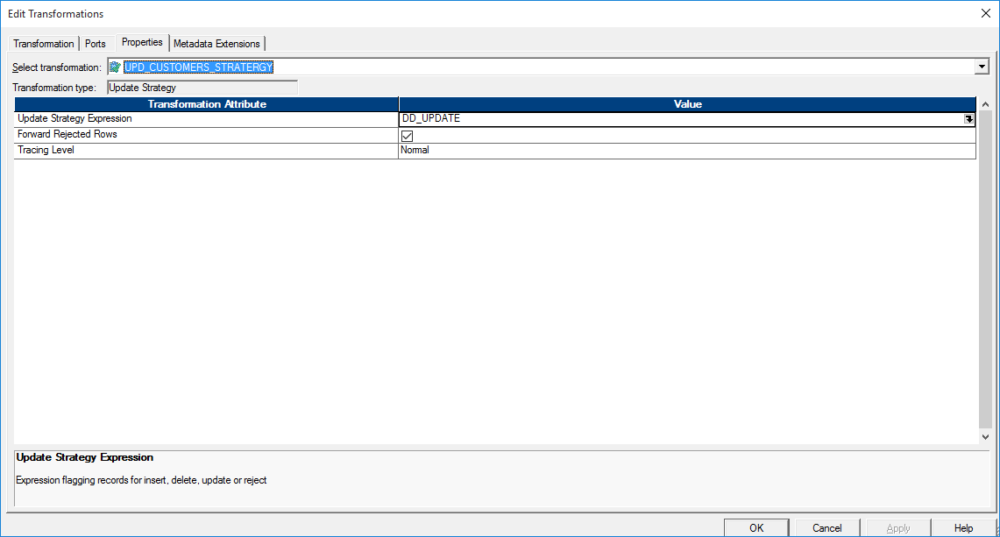 Edit Transformations
Transformation Ports Properties Metadata Extensions
Select transformation: UPD_CUSTOMERS_STRATERGY
Transformation type: Update Strategy
Transformation Attribute Value
Update Strategy Expression DD_UPDATE
Forward Rejected Rows
Tracing Level Normal
Update Strategy Expression
Expression flagging records for insert, delete, update or reject
OK Cancel Apply Help